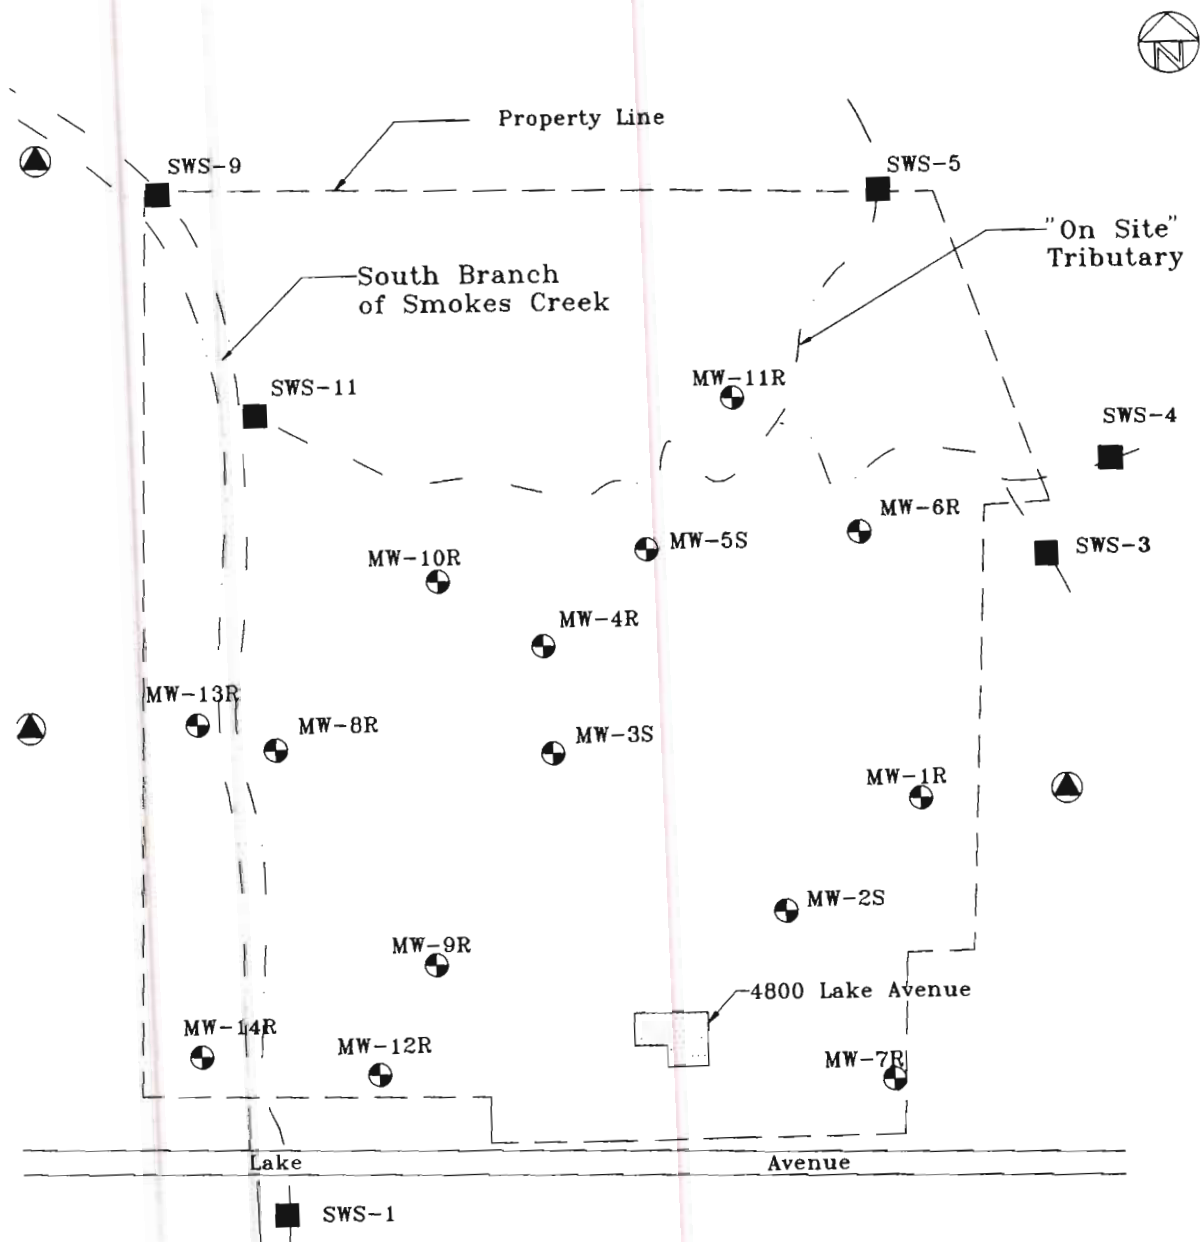 N
Property Line
SWS-9
SWS-5
"On Site"
Tributary
South Branch
of Smokes Creek
MW-11R
SWS-11
SWS-4
MW-6R
MW-5S
SWS-3
MW-10R
MW-4R
MW-13R
MW-8R
MW-3S
MW-1R
MW-2S
MW-9R
4800 Lake Avenue
MW-14R
MW-12R
MW-7R
Lake Avenue
SWS-1